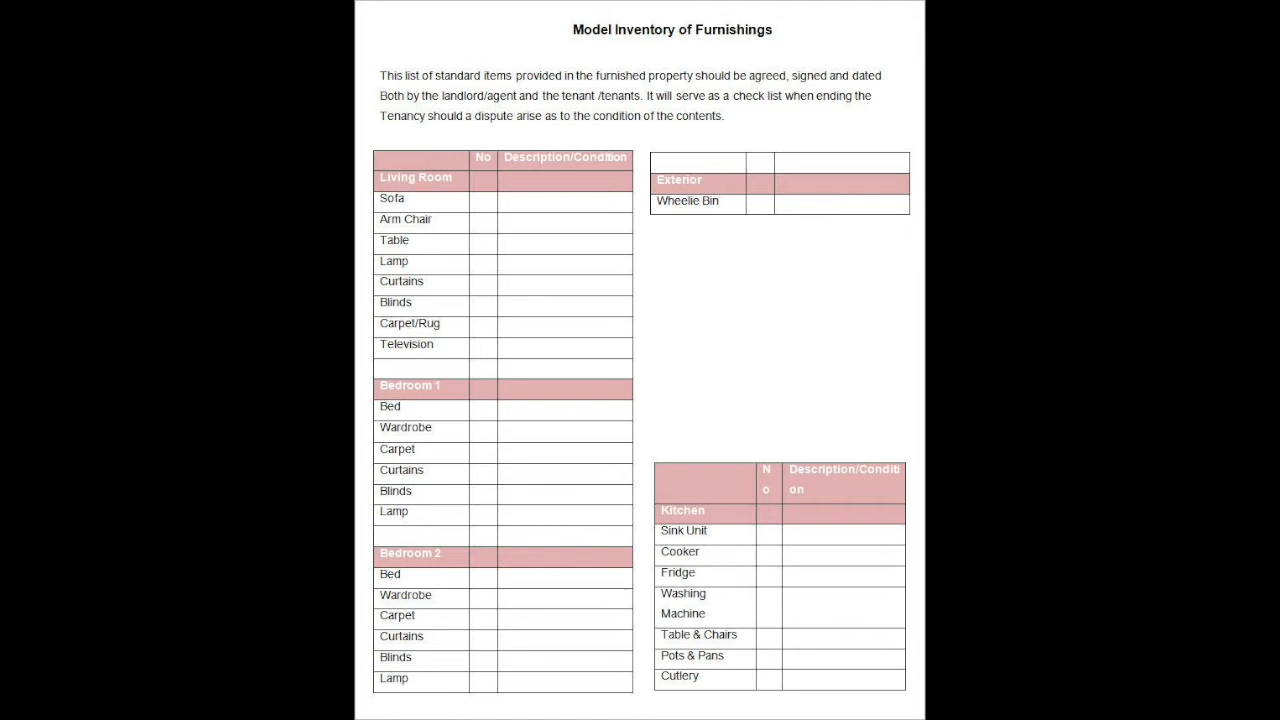 Model Inventory of Furnishings
This list of standard items provided in the furnished property should be agreed, signed and dated
Both by the landlord/agent and the tenant /tenants. It will serve as a check list when ending the
Tenancy should a dispute arise as to the condition of the contents.
No Description/Condition
Living Room
Sofa
Arm Chair
Table
Lamp
Curtains
Blinds
Carpet/Rug
Television
Bedroom 1
Bed
Wardrobe
Carpet
Curtains
Blinds
Lamp
Bedroom 2
Bed
Wardrobe
Carpet
Curtains
Blinds
Lamp
Exterior
Wheelie Bin
N Description/Conditi
o on
Kitchen
Sink Unit
Cooker
Fridge
Washing
Machine
Table & Chairs
Pots & Pans
Cutlery